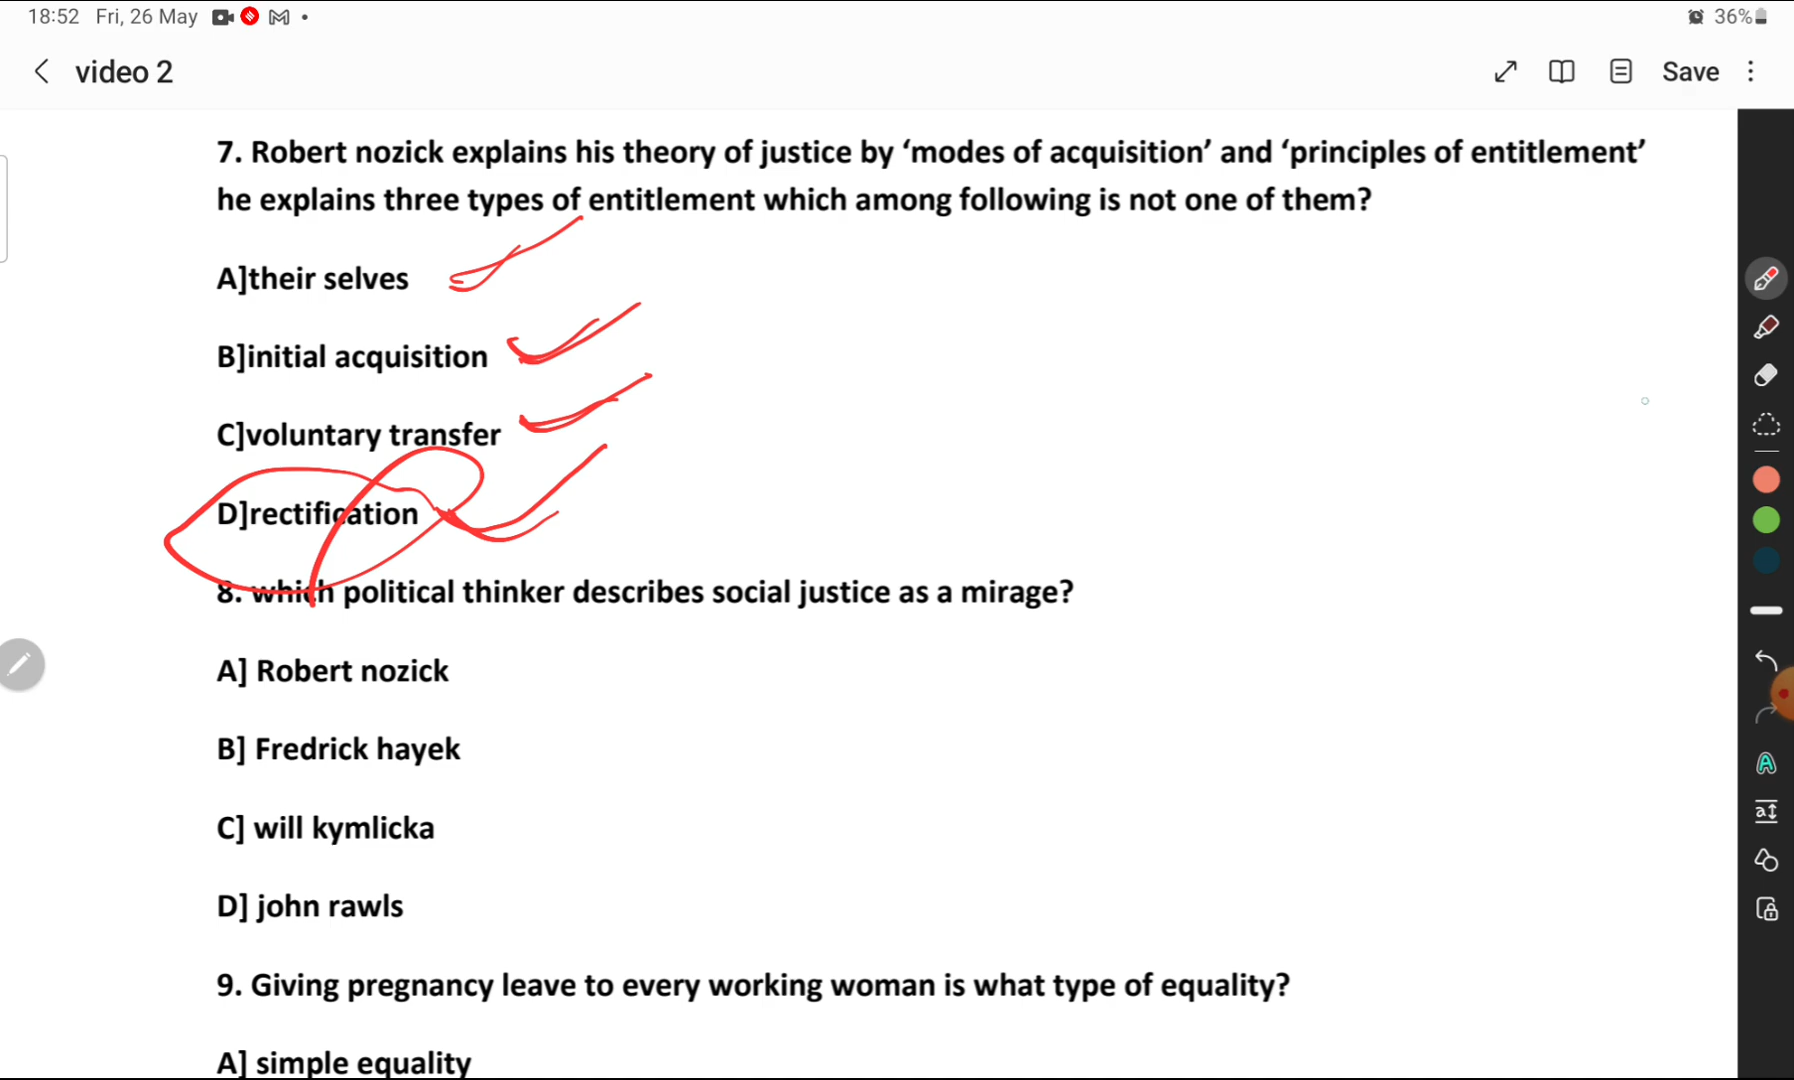 18:52 Fri, 26 May
36%
video 2
Save
7. Robert nozick explains his theory of justice by ‘modes of acquisition’ and ‘principles of entitlement’
he explains three types of entitlement which among following is not one of them?
A]their selves
B]initial acquisition
C]voluntary transfer
D]rectification
8. which political thinker describes social justice as a mirage?
A] Robert nozick
B] Fredrick hayek
C] will kymlicka
D] john rawls
9. Giving pregnancy leave to every working woman is what type of equality?
A] simple equality